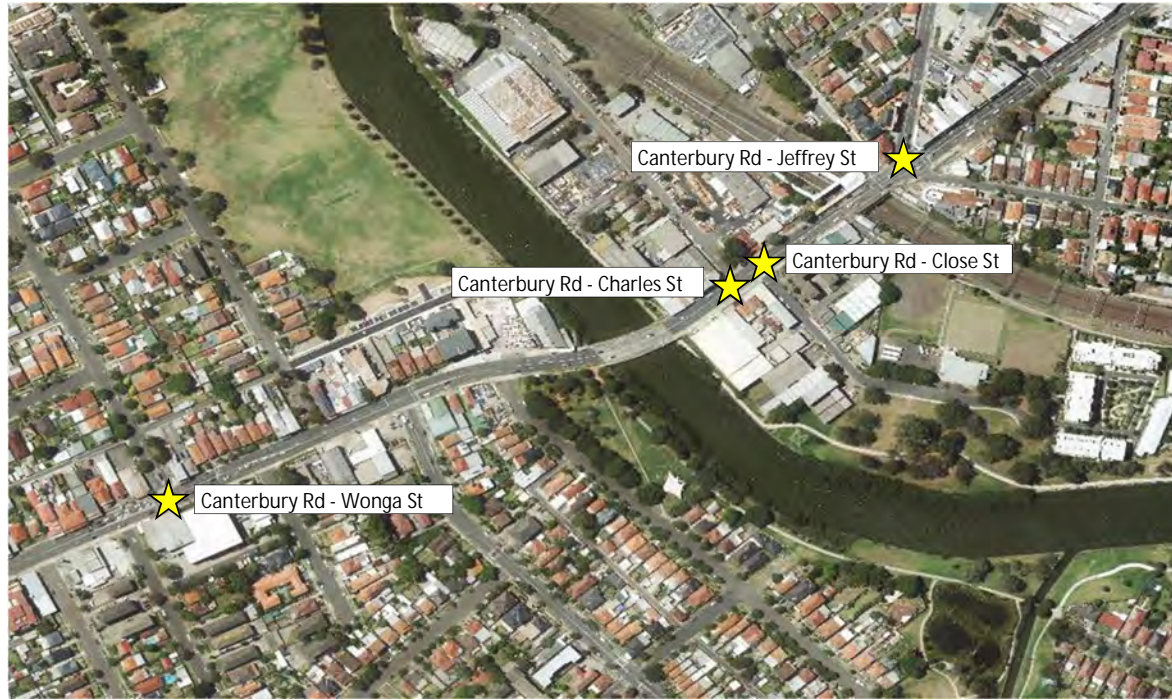 Canterbury Rd - Jeffrey St
Canterbury Rd - Close St
Canterbury Rd - Charles St
Canterbury Rd - Wonga St